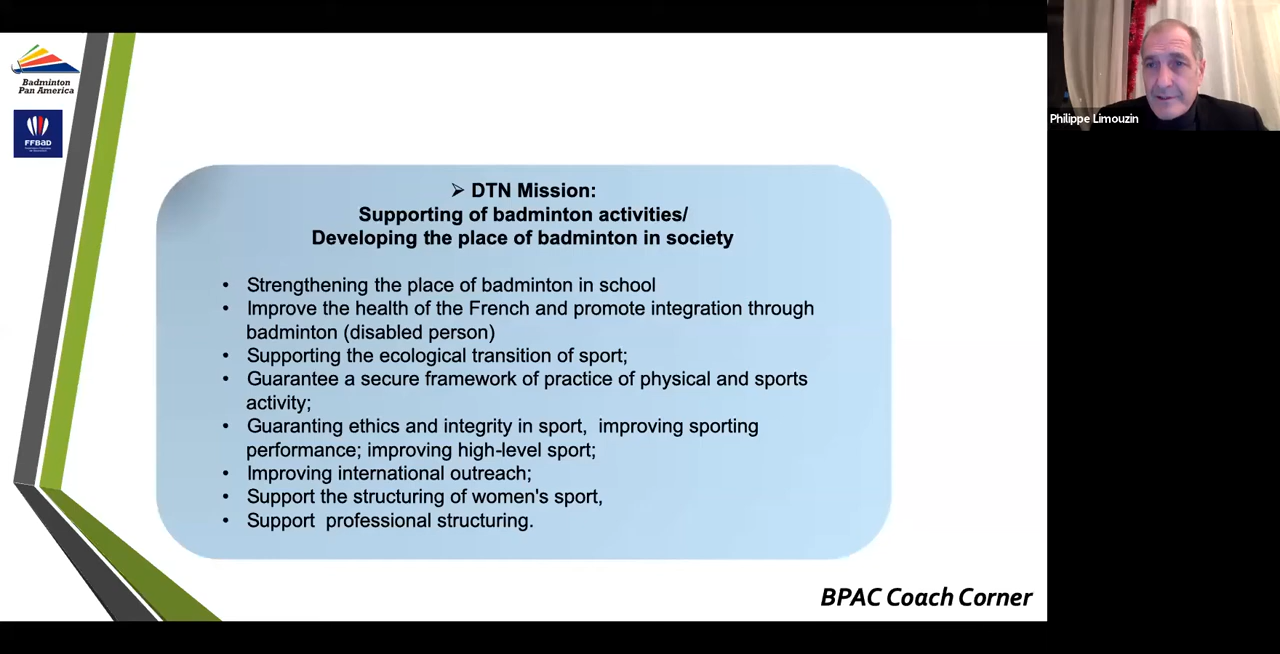 Badminton
Pan America
FFBaD
Philippe Limouzin
➢ DTN Mission:
Supporting of badminton activities/
Developing the place of badminton in society
• Strengthening the place of badminton in school
• Improve the health of the French and promote integration through
badminton (disabled person)
• Supporting the ecological transition of sport;
• Guarantee a secure framework of practice of physical and sports
activity;
• Guaranting ethics and integrity in sport, improving sporting
performance; improving high-level sport;
• Improving international outreach;
• Support the structuring of women's sport,
• Support professional structuring.
BPAC Coach Corner